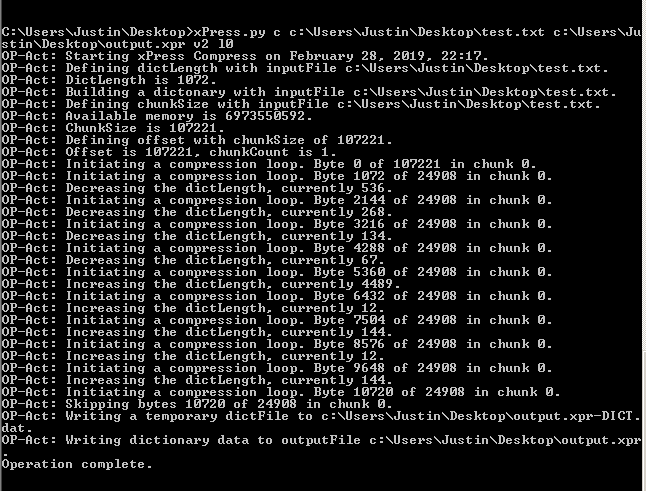 C:\Users\Justin\Desktop>xPress.py c c:\Users\Justin\Desktop\test.txt c:\Users\Ju
stin\Desktop\output.xpr v2 l0
OP-Act: Starting xPress Compress on February 28, 2019, 22:17.
OP-Act: Defining dictLength with inputFile c:\Users\Justin\Desktop\test.txt.
OP-Act: DictLength is 1072.
OP-Act: Building a dictonary with inputFile c:\Users\Justin\Desktop\test.txt.
OP-Act: Defining chunkSize with inputFile c:\Users\Justin\Desktop\test.txt.
OP-Act: Available memory is 6973550592.
OP-Act: ChunkSize is 107221.
OP-Act: Defining offset with chunkSize of 107221.
OP-Act: Offset is 107221, chunkCount is 1.
OP-Act: Initiating a compression loop. Byte 0 of 107221 in chunk 0.
OP-Act: Initiating a compression loop. Byte 1072 of 24908 in chunk 0.
OP-Act: Decreasing the dictLength, currently 536.
OP-Act: Initiating a compression loop. Byte 2144 of 24908 in chunk 0.
OP-Act: Decreasing the dictLength, currently 268.
OP-Act: Initiating a compression loop. Byte 3216 of 24908 in chunk 0.
OP-Act: Decreasing the dictLength, currently 134.
OP-Act: Initiating a compression loop. Byte 4288 of 24908 in chunk 0.
OP-Act: Decreasing the dictLength, currently 67.
OP-Act: Initiating a compression loop. Byte 5360 of 24908 in chunk 0.
OP-Act: Increasing the dictLength, currently 4489.
OP-Act: Initiating a compression loop. Byte 6432 of 24908 in chunk 0.
OP-Act: Increasing the dictLength, currently 12.
OP-Act: Initiating a compression loop. Byte 7504 of 24908 in chunk 0.
OP-Act: Increasing the dictLength, currently 144.
OP-Act: Initiating a compression loop. Byte 8576 of 24908 in chunk 0.
OP-Act: Increasing the dictLength, currently 12.
OP-Act: Initiating a compression loop. Byte 9648 of 24908 in chunk 0.
OP-Act: Increasing the dictLength, currently 144.
OP-Act: Initiating a compression loop. Byte 10720 of 24908 in chunk 0.
OP-Act: Skipping bytes 10720 of 24908 in chunk 0.
OP-Act: Writing a temporary dictFile to c:\Users\Justin\Desktop\output.xpr-DICT.
dat.
OP-Act: Writing dictionary data to outputFile c:\Users\Justin\Desktop\output.xpr
.
Operation complete.